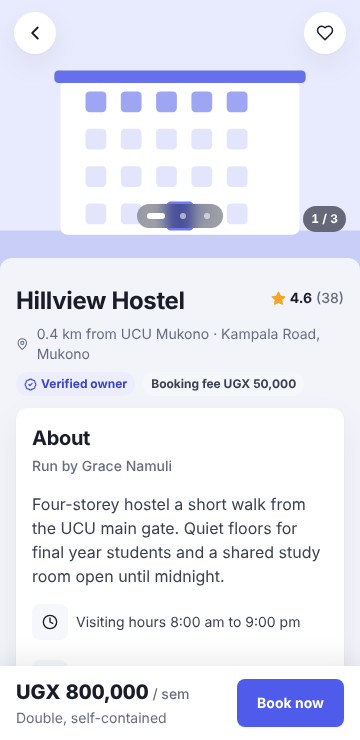 1 / 3
Hillview Hostel
4.6 (38)
0.4 km from UCU Mukono · Kampala Road,
Mukono
Verified owner
Booking fee UGX 50,000
About
Run by Grace Namuli
Four-storey hostel a short walk from
the UCU main gate. Quiet floors for
final year students and a shared study
room open until midnight.
Visiting hours 8:00 am to 9:00 pm
UGX 800,000 / sem
Double, self-contained
Book now